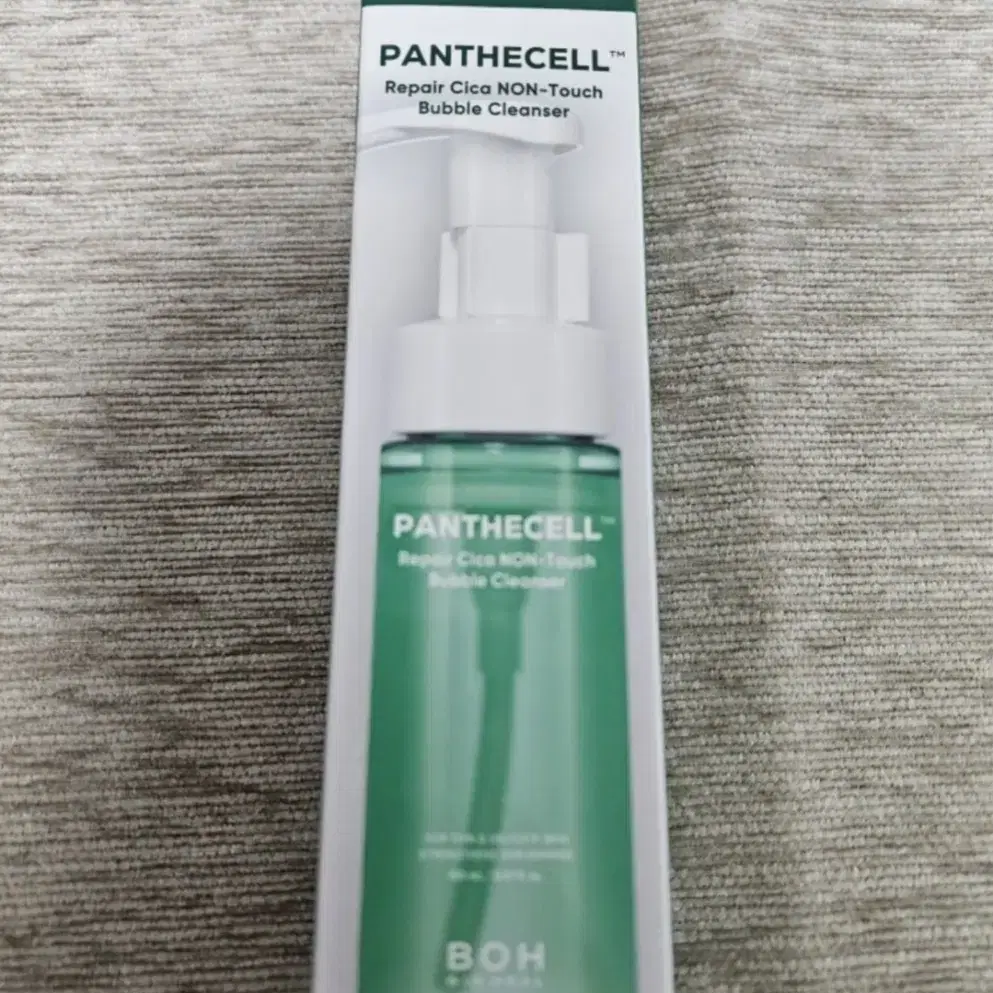 PANTHECELL™
Repair Cica NON-Touch
Bubble Cleanser
PANTHECELL™
Repair Cica NON-Touch
Bubble Cleanser
BOH